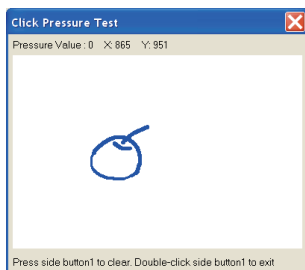 Click Pressure Test
Pressure Value : 0 X: 865 Y: 951
Press side button1 to clear. Double-click side button1 to exit